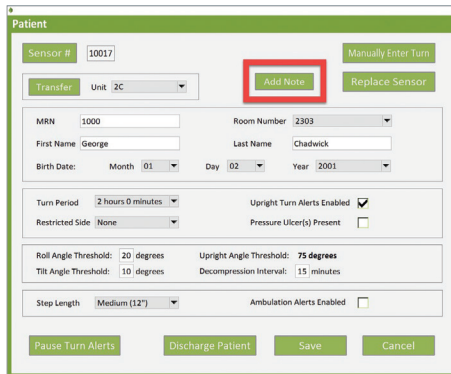 Patient
Sensor # 10017 Manually Enter Turn
Transfer Unit 2C Add Note Replace Sensor
MRN 1000 Room Number 2303
First Name George Last Name Chadwick
Birth Date: Month 01 Day 02 Year 2001
Turn Period 2 hours 0 minutes Upright Turn Alerts Enabled
Restricted Side None Pressure Ulcer(s) Present
Roll Angle Threshold: 20 degrees Upright Angle Threshold: 75 degrees
Tilt Angle Threshold: 10 degrees Decompression Interval: 15 minutes
Step Length Medium (12") Ambulation Alerts Enabled
Pause Turn Alerts Discharge Patient Save Cancel